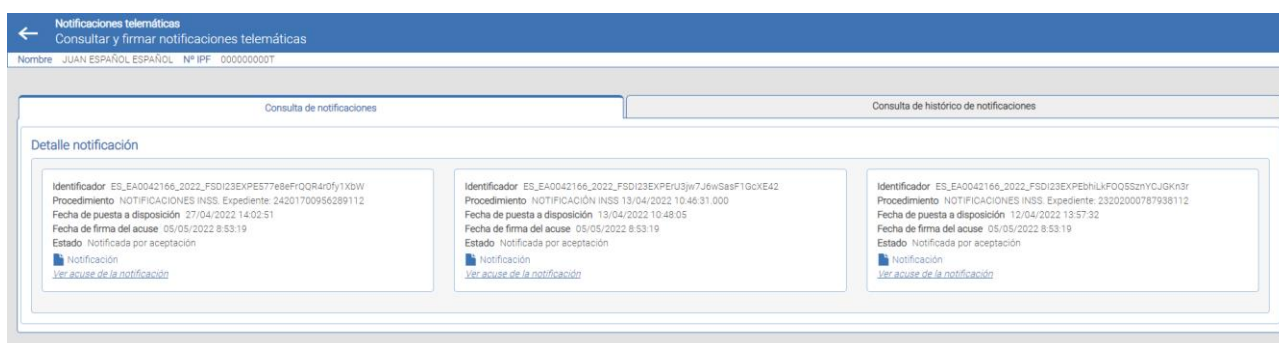 Notificaciones telemáticas
Consultar y firmar notificaciones telemáticas
Nombre JUAN ESPAÑOL ESPAÑOL Nº IPF 000000000T
Consulta de notificaciones
Consulta de histórico de notificaciones
Detalle notificación
Identificador ES_EA0042166_2022_FSDI23EXPE577e8eFrQQR4r0fy1XbW
Procedimiento NOTIFICACIONES INSS. Expediente: 24201700956289112
Fecha de puesta a disposición 27/04/2022 14:02:51
Fecha de firma del acuse 05/05/2022 8:53:19
Estado Notificada por aceptación
Notificación
Ver acuse de la notificación
Identificador ES_EA0042166_2022_FSDI23EXPErU3jw7J6wSasF1GcXE42
Procedimiento NOTIFICACIÓN INSS 13/04/2022 10:46:31.000
Fecha de puesta a disposición 13/04/2022 10:48:05
Fecha de firma del acuse 05/05/2022 8:53:19
Estado Notificada por aceptación
Notificación
Ver acuse de la notificación
Identificador ES_EA0042166_2022_FSDI23EXPEbhiLkFOQ5SznYCJGKn3r
Procedimiento NOTIFICACIONES INSS. Expediente: 23202000787938112
Fecha de puesta a disposición 12/04/2022 13:57:32
Fecha de firma del acuse 05/05/2022 8:53:19
Estado Notificada por aceptación
Notificación
Ver acuse de la notificación